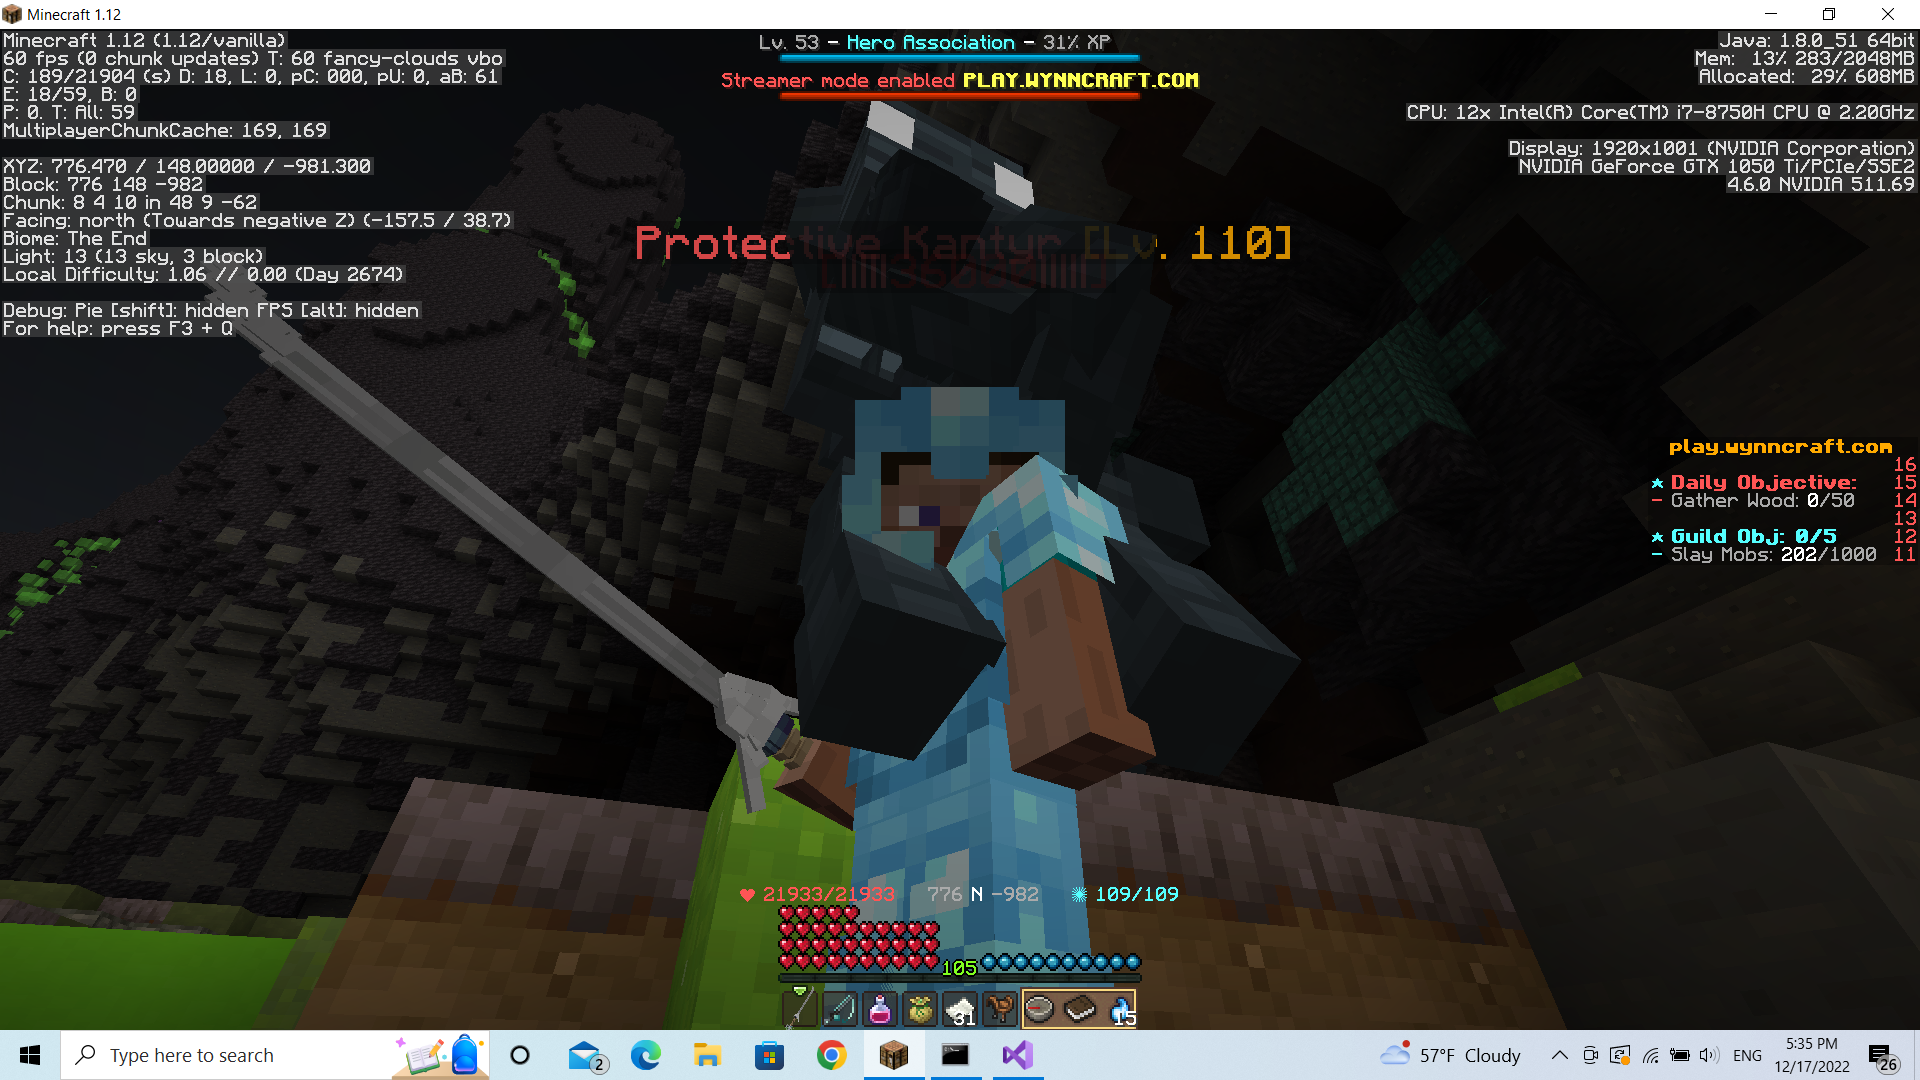 Minecraft 1.12
Minecraft 1.12 (1.12/vanilla)
60 fps (0 chunk updates) T: 60 fancy-clouds vbo
C: 189/21904 (s) D: 18, L: 0, pC: 000, pU: 0, aB: 61
E: 18/59, B: 0
P: 0. T: All: 59
MultiplayerChunkCache: 169, 169
XYZ: 776.470 / 148.00000 / -981.300
Block: 776 148 -982
Chunk: 8 4 10 in 48 9 -62
Facing: north (Towards negative Z) (-157.5 / 38.7)
Biome: The End
Light: 13 (13 sky, 3 block)
Local Difficulty: 1.06 // 0.00 (Day 2674)
Debug: Pie [shift]: hidden FPS [alt]: hidden
For help: press F3 + Q
Lv. 53 - Hero Association - 31% XP
Streamer mode enabled PLAY.WYNNCRAFT.COM
Java: 1.8.0_51 64bit
Mem: 13% 283/2048MB
Allocated: 29% 608MB
CPU: 12x Intel(R) Core(TM) i7-8750H CPU @ 2.20GHz
Display: 1920x1001 (NVIDIA Corporation)
NVIDIA GeForce GTX 1050 Ti/PCIe/SSE2
4.6.0 NVIDIA 511.69
Protective Kantyr [Lv. 110]
play.wynncraft.com
16
★ Daily Objective: 15
- Gather Wood: 0/50 14
13
★ Guild Obj: 0/5 12
- Slay Mobs: 202/1000 11
21933/21933 776 N -982 109/109
105
31 15
Type here to search
2
57°F Cloudy
ENG
5:35 PM
12/17/2022
26